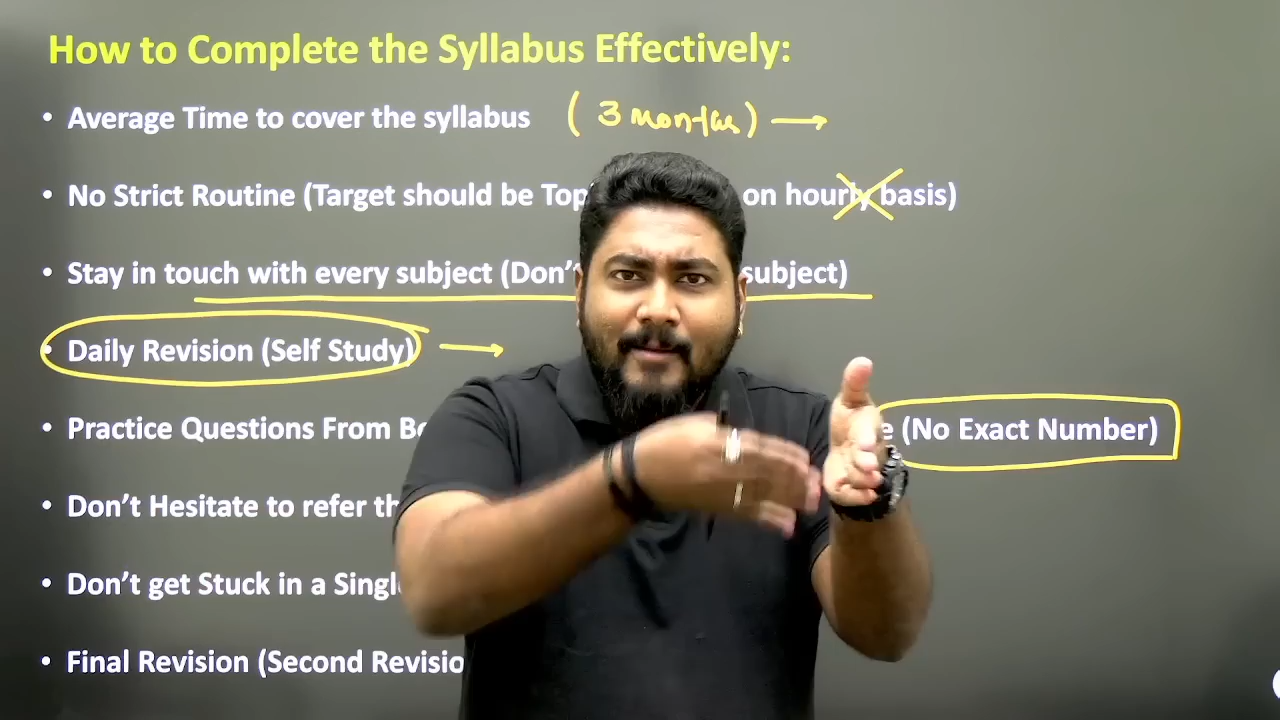 How to Complete the Syllabus Effectively:
• Average Time to cover the syllabus (3 months) →
• No Strict Routine (Target should be Top on hourly basis)
• Stay in touch with every subject (Don't subject)
• Daily Revision (Self Study) →
• Practice Questions From Be e (No Exact Number)
• Don't Hesitate to refer th
• Don't get Stuck in a Singl
• Final Revision (Second Revisio